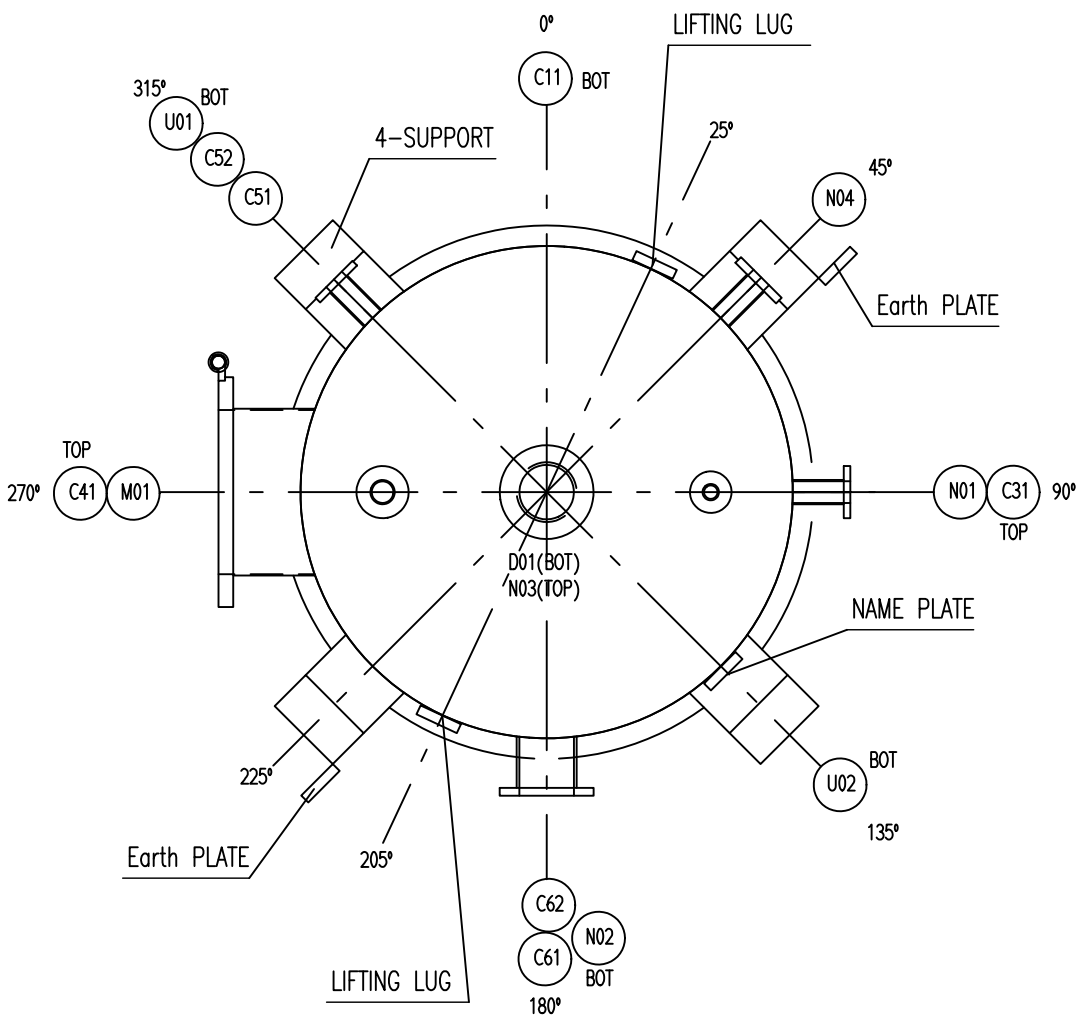 0°
LIFTING LUG
C11
BOT
315°
BOT
U01
C52
C51
4-SUPPORT
25°
45°
N04
Earth PLATE
TOP
270°
C41
M01
N01
C31
90°
TOP
D01(BOT)
N03(TOP)
NAME PLATE
225°
BOT
U02
135°
Earth PLATE
205°
C62
N02
C61
BOT
LIFTING LUG
180°